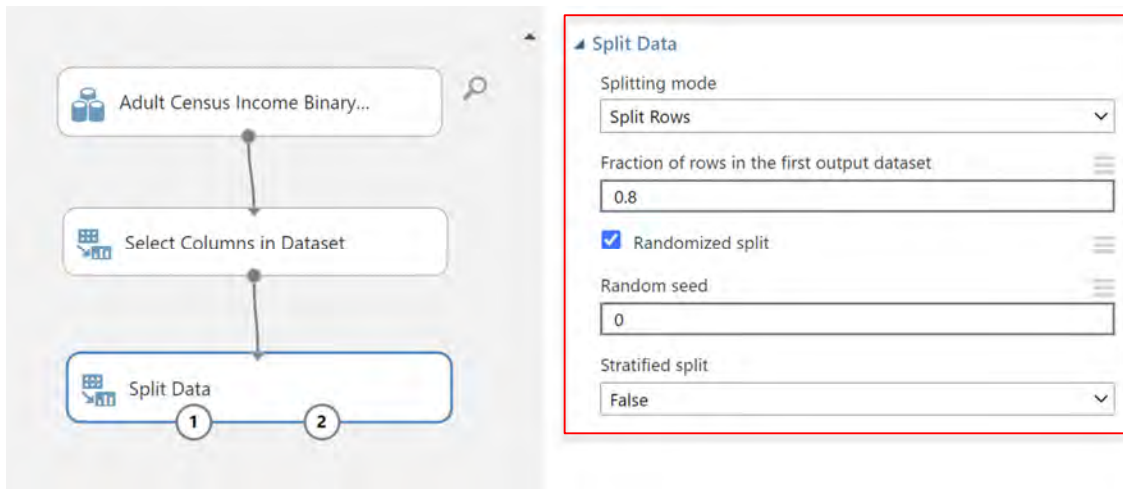 Adult Census Income Binary...
Select Columns in Dataset
Split Data
1
2
Split Data
Splitting mode
Split Rows
Fraction of rows in the first output dataset
0.8
Randomized split
Random seed
0
Stratified split
False